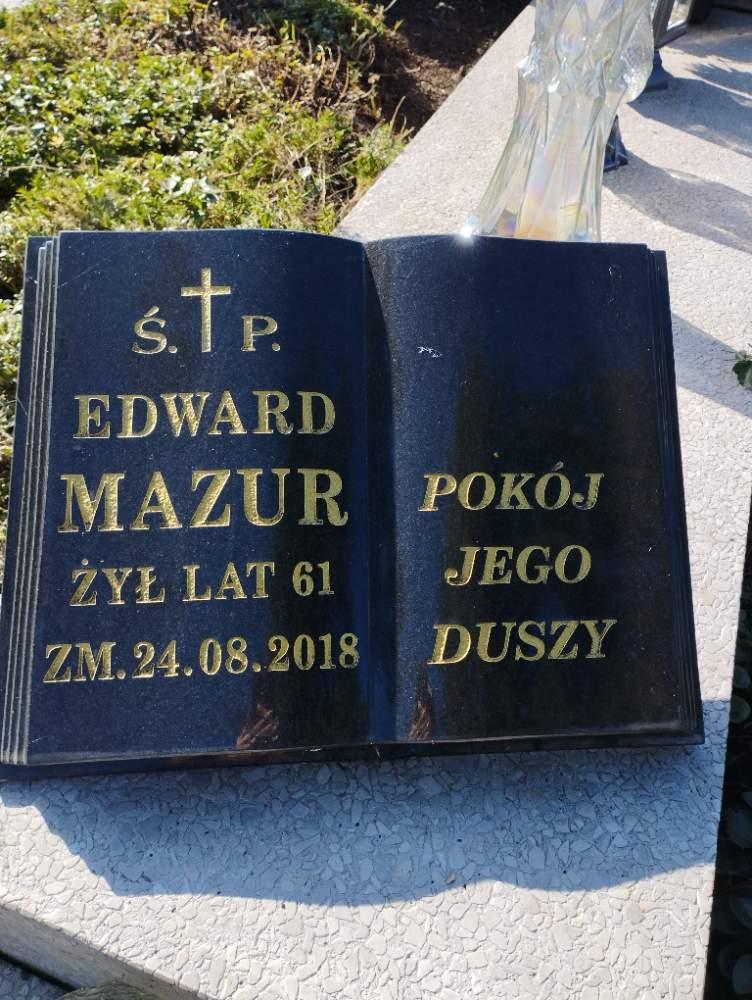 Ś. P.
EDWARD
MAZUR
ŻYŁ LAT 61
ZM. 24.08.2018
POKÓJ
JEGO
DUSZY